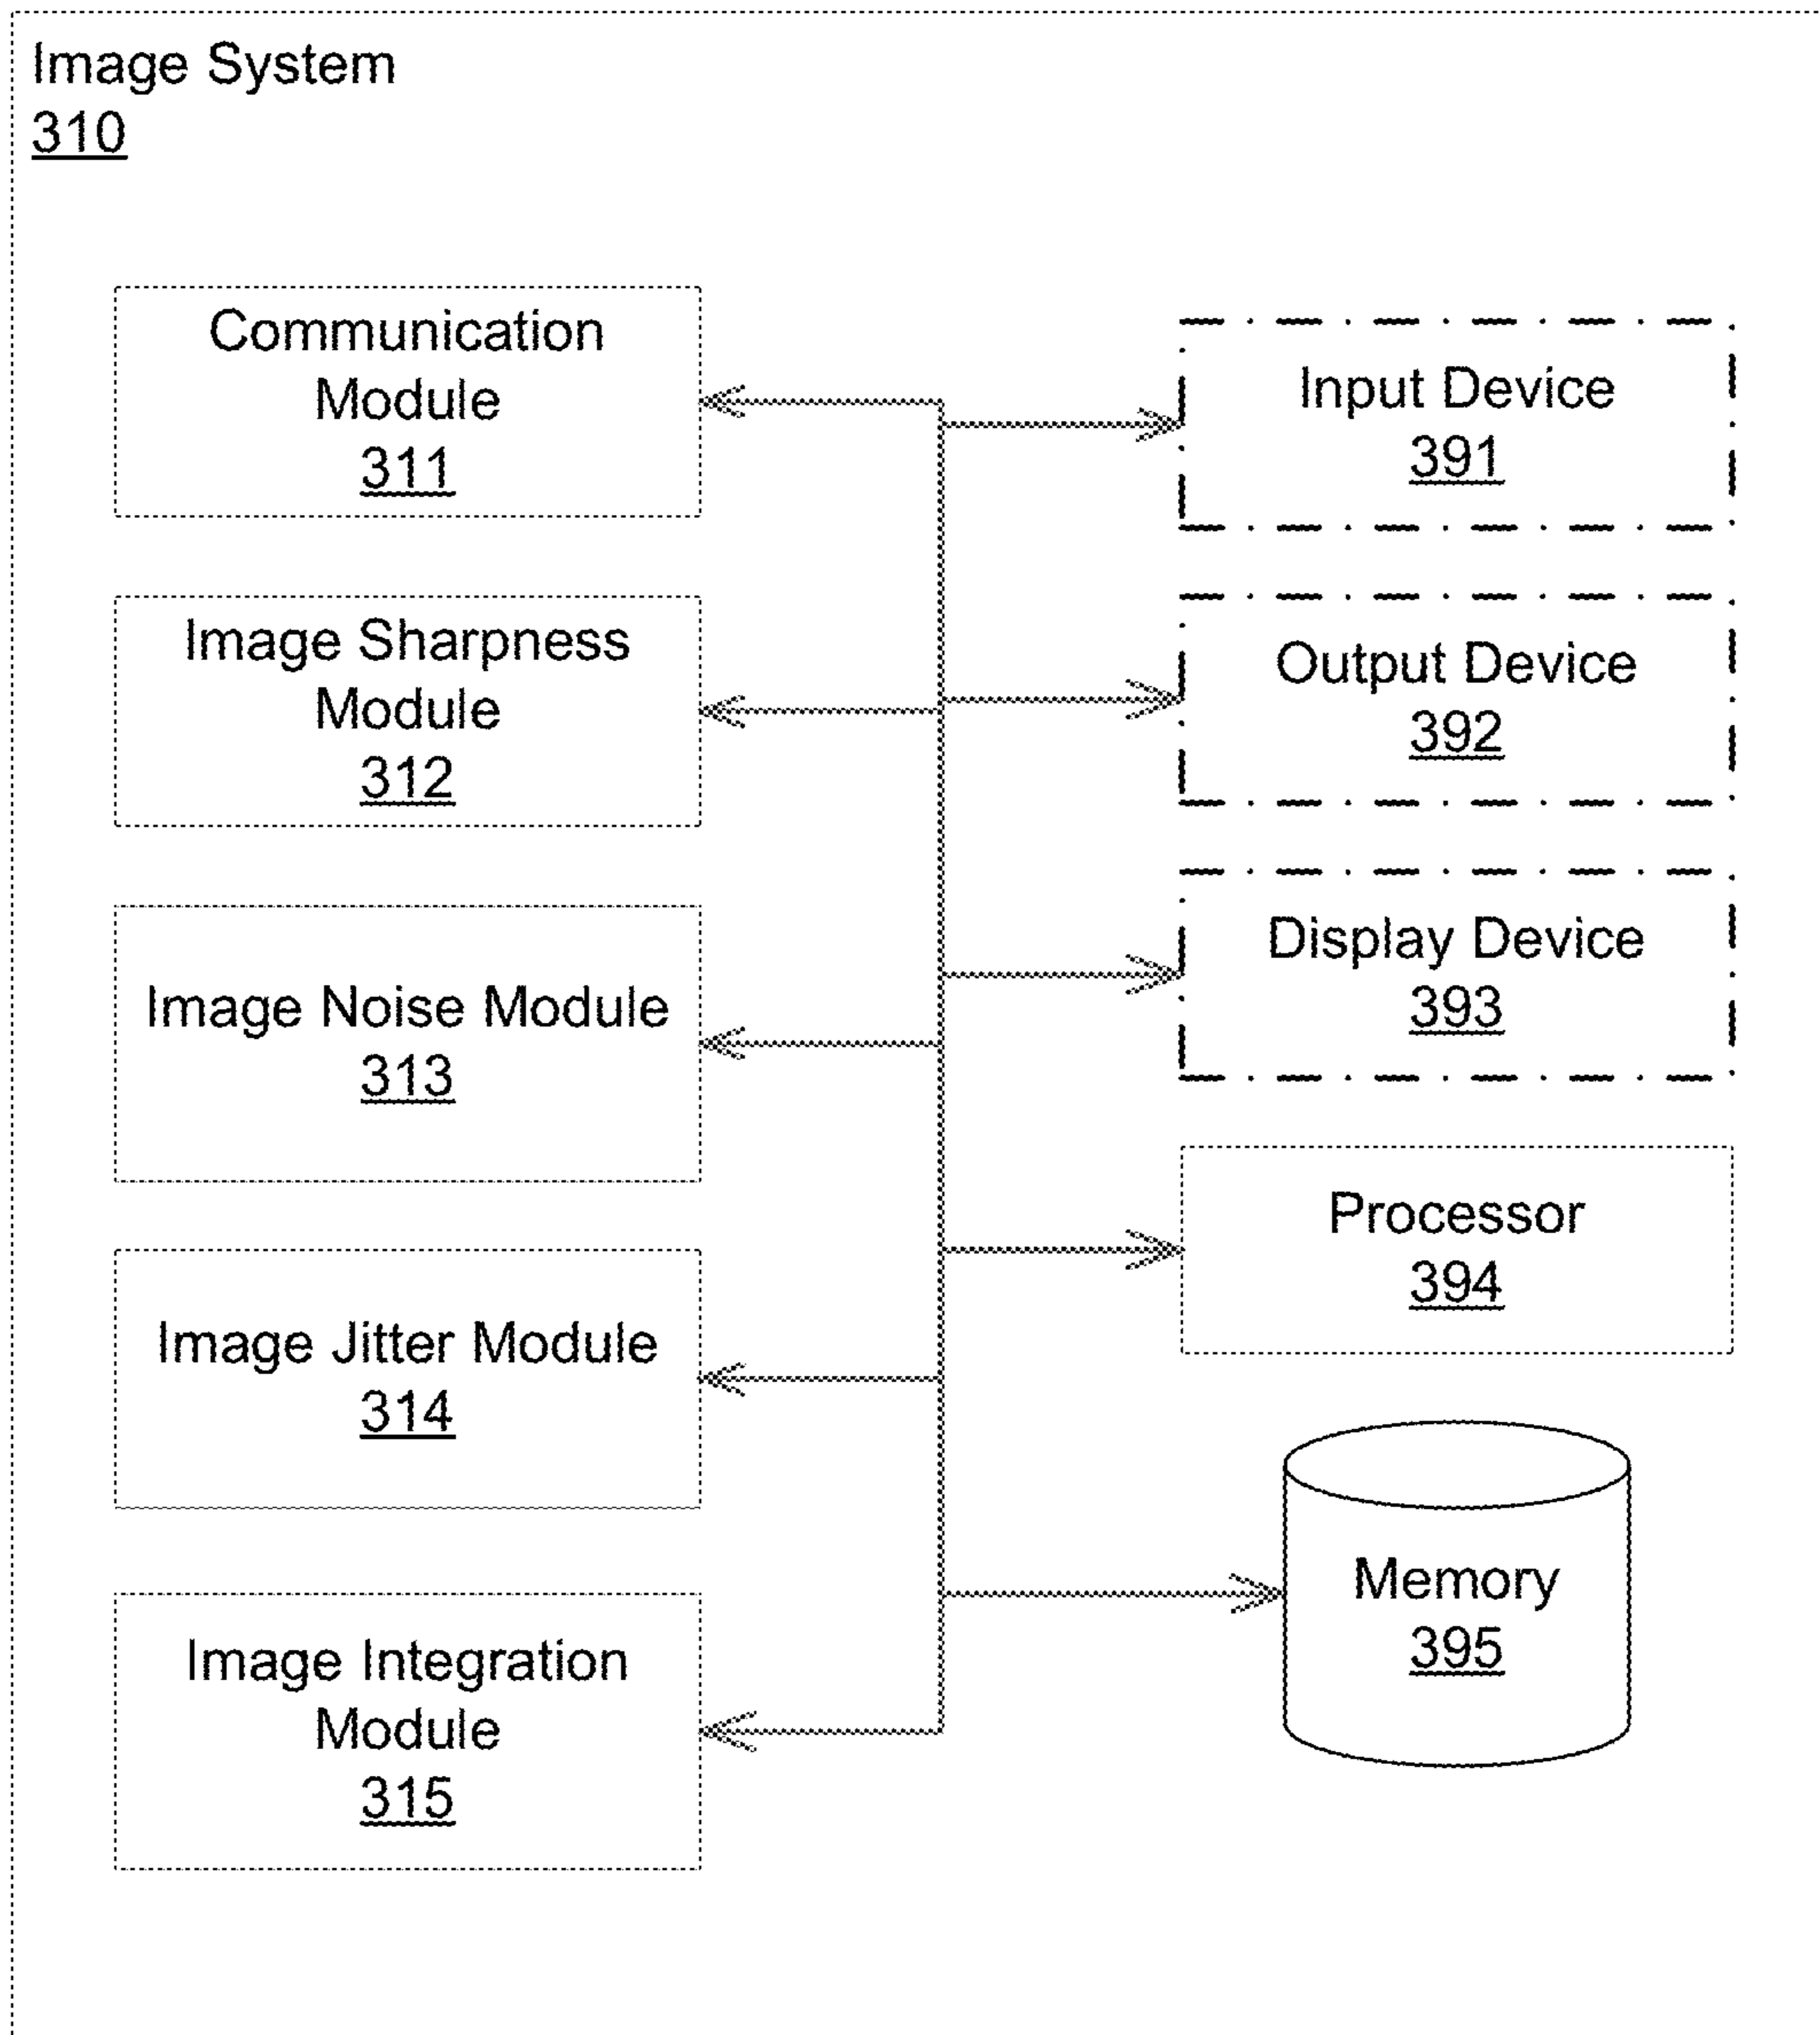 Image System
310
Communication
Module
311
Image Sharpness
Module
312
Image Noise Module
313
Image Jitter Module
314
Image Integration
Module
315
Input Device
391
Output Device
392
Display Device
393
Processor
394
Memory
395